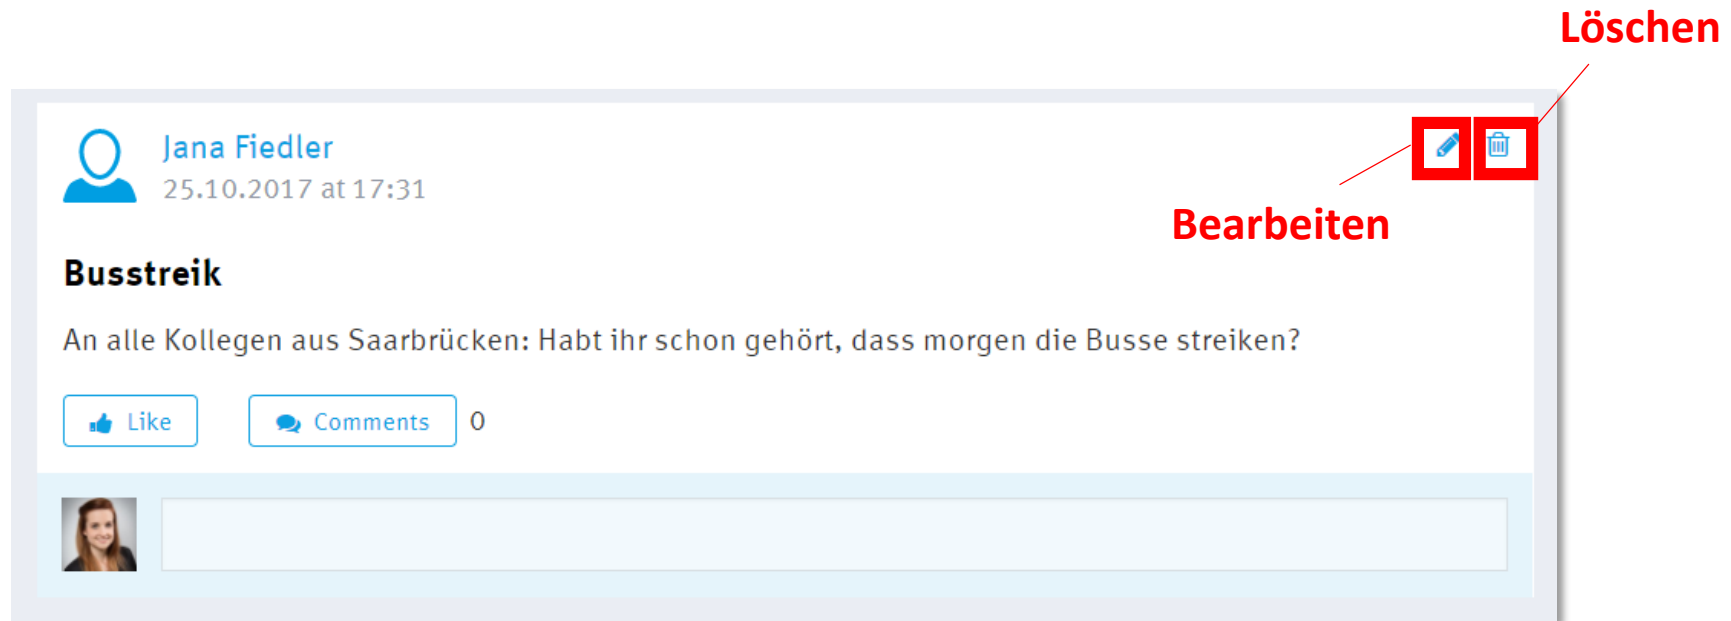 Löschen
Jana Fiedler
25.10.2017 at 17:31
Bearbeiten
Busstreik
An alle Kollegen aus Saarbrücken: Habt ihr schon gehört, dass morgen die Busse streiken?
Like
Comments 0